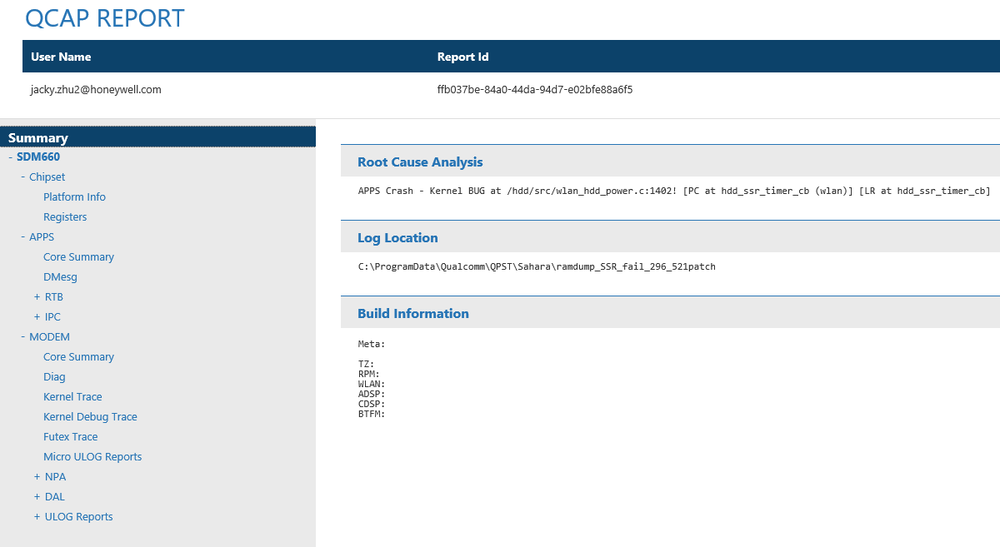 QCAP REPORT
User Name Report Id
jacky.zhu2@honeywell.com ffb037be-84a0-44da-94d7-e02bfe88a6f5
Summary
- SDM660
- Chipset
Platform Info
Registers
- APPS
Core Summary
DMesg
+ RTB
+ IPC
- MODEM
Core Summary
Diag
Kernel Trace
Kernel Debug Trace
Futex Trace
Micro ULOG Reports
+ NPA
+ DAL
+ ULOG Reports
Root Cause Analysis
APPS Crash - Kernel BUG at /hdd/src/wlan_hdd_power.c:1402! [PC at hdd_ssr_timer_cb (wlan)] [LR at hdd_ssr_timer_cb]
Log Location
C:\ProgramData\Qualcomm\QPST\Sahara\ramdump_SSR_fail_296_521patch
Build Information
Meta:
TZ:
RPM:
WLAN:
ADSP:
CDSP:
BTFM: